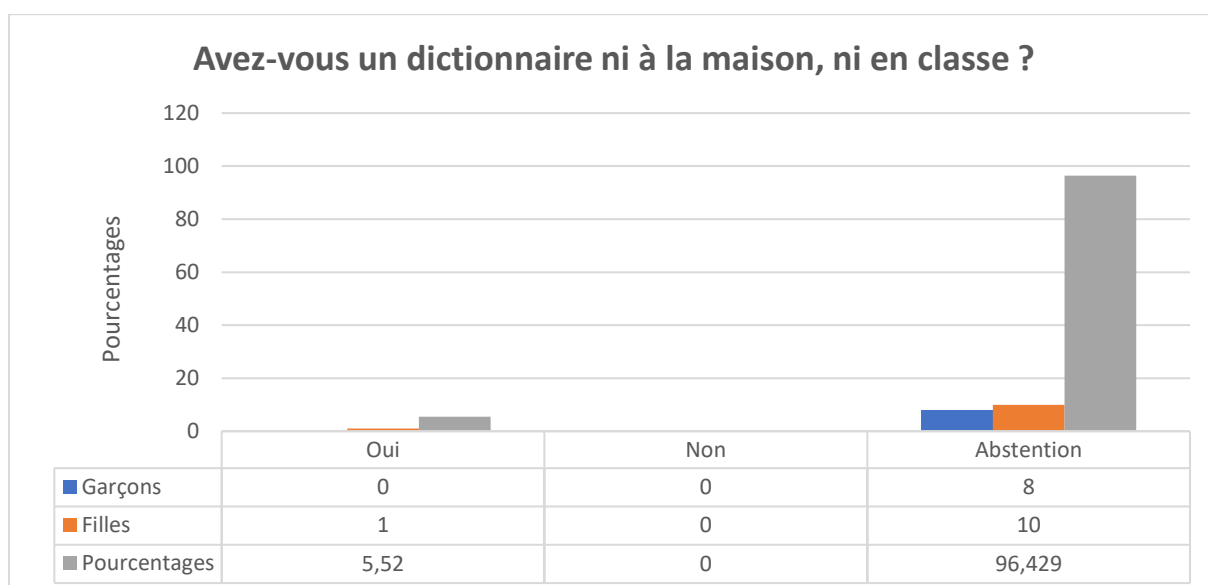 Avez-vous un dictionnaire ni à la maison, ni en classe ?
120
100
80
60
40
20
0
Pourcentages
Oui Non Abstention
Garçons 0 0 8
Filles 1 0 10
Pourcentages 5,52 0 96,429